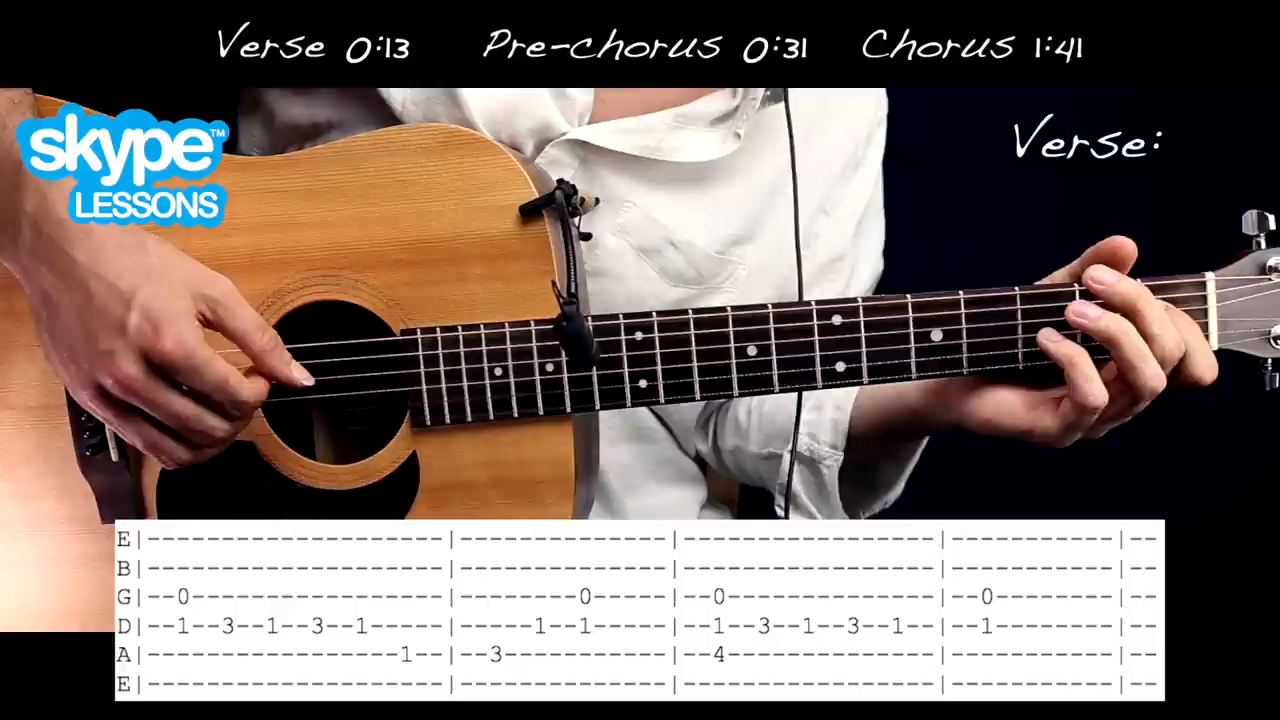 Verse 0:13 Pre-chorus 0:31 Chorus 1:41
skype™
LESSONS
Verse:
E|--------------------|--------------|-----------------|-----------|--
B|--------------------|--------------|-----------------|-----------|--
G|--0-----------------|--------0-----|--0--------------|--0--------|--
D|--1--3--1--3--1-----|-----1--1-----|--1--3--1--3--1--|--1--------|--
A|-----------------1--|--3-----------|--4--------------|-----------|--
E|--------------------|--------------|-----------------|-----------|--